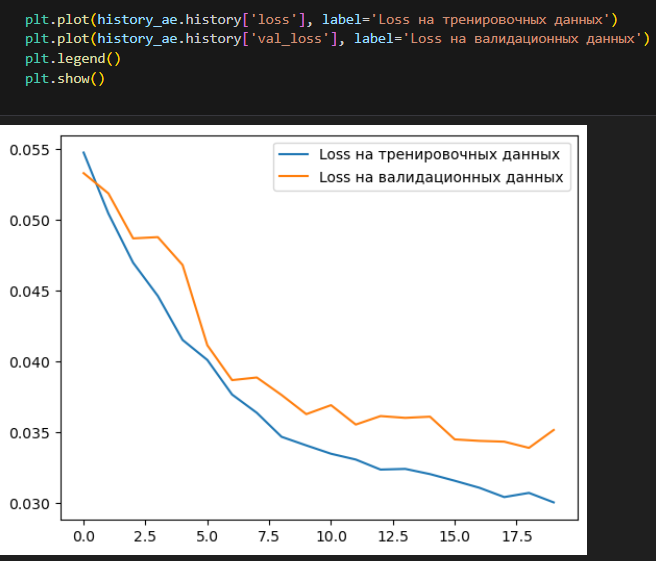 plt.plot(history_ae.history['loss'], label='Loss на тренировочных данных')
plt.plot(history_ae.history['val_loss'], label='Loss на валидационных данных')
plt.legend()
plt.show()
Loss на тренировочных данных
Loss на валидационных данных
0.055
0.050
0.045
0.040
0.035
0.030
0.0 2.5 5.0 7.5 10.0 12.5 15.0 17.5